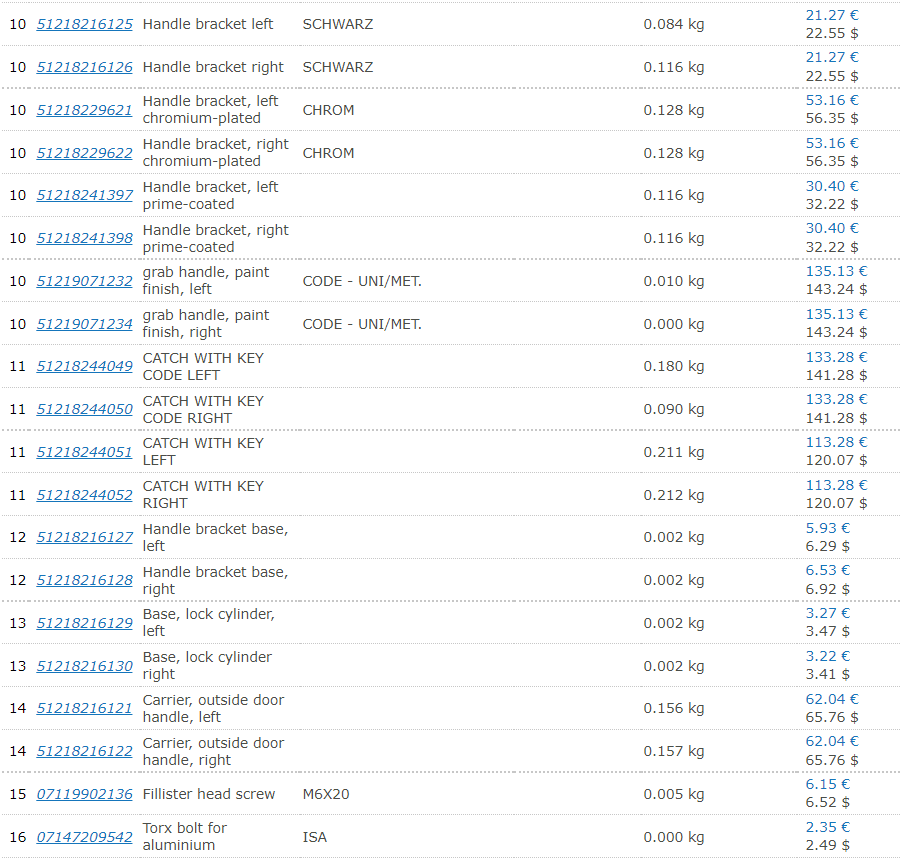 10 51218216125 Handle bracket left SCHWARZ 0.084 kg 21.27 €
22.55 $
10 51218216126 Handle bracket right SCHWARZ 0.116 kg 21.27 €
22.55 $
10 51218229621 Handle bracket, left CHROM 0.128 kg 53.16 €
chromium-plated 56.35 $
10 51218229622 Handle bracket, right CHROM 0.128 kg 53.16 €
chromium-plated 56.35 $
10 51218241397 Handle bracket, left 0.116 kg 30.40 €
prime-coated 32.22 $
10 51218241398 Handle bracket, right 0.116 kg 30.40 €
prime-coated 32.22 $
10 51219071232 grab handle, paint CODE - UNI/MET. 0.010 kg 135.13 €
finish, left 143.24 $
10 51219071234 grab handle, paint CODE - UNI/MET. 0.000 kg 135.13 €
finish, right 143.24 $
11 51218244049 CATCH WITH KEY 0.180 kg 133.28 €
CODE LEFT 141.28 $
11 51218244050 CATCH WITH KEY 0.090 kg 133.28 €
CODE RIGHT 141.28 $
11 51218244051 CATCH WITH KEY 0.211 kg 113.28 €
LEFT 120.07 $
11 51218244052 CATCH WITH KEY 0.212 kg 113.28 €
RIGHT 120.07 $
12 51218216127 Handle bracket base, 0.002 kg 5.93 €
left 6.29 $
12 51218216128 Handle bracket base, 0.002 kg 6.53 €
right 6.92 $
13 51218216129 Base, lock cylinder, 0.002 kg 3.27 €
left 3.47 $
13 51218216130 Base, lock cylinder 0.002 kg 3.22 €
right 3.41 $
14 51218216121 Carrier, outside door 0.156 kg 62.04 €
handle, left 65.76 $
14 51218216122 Carrier, outside door 0.157 kg 62.04 €
handle, right 65.76 $
15 07119902136 Fillister head screw M6X20 0.005 kg 6.15 €
6.52 $
16 07147209542 Torx bolt for ISA 0.000 kg 2.35 €
aluminium 2.49 $